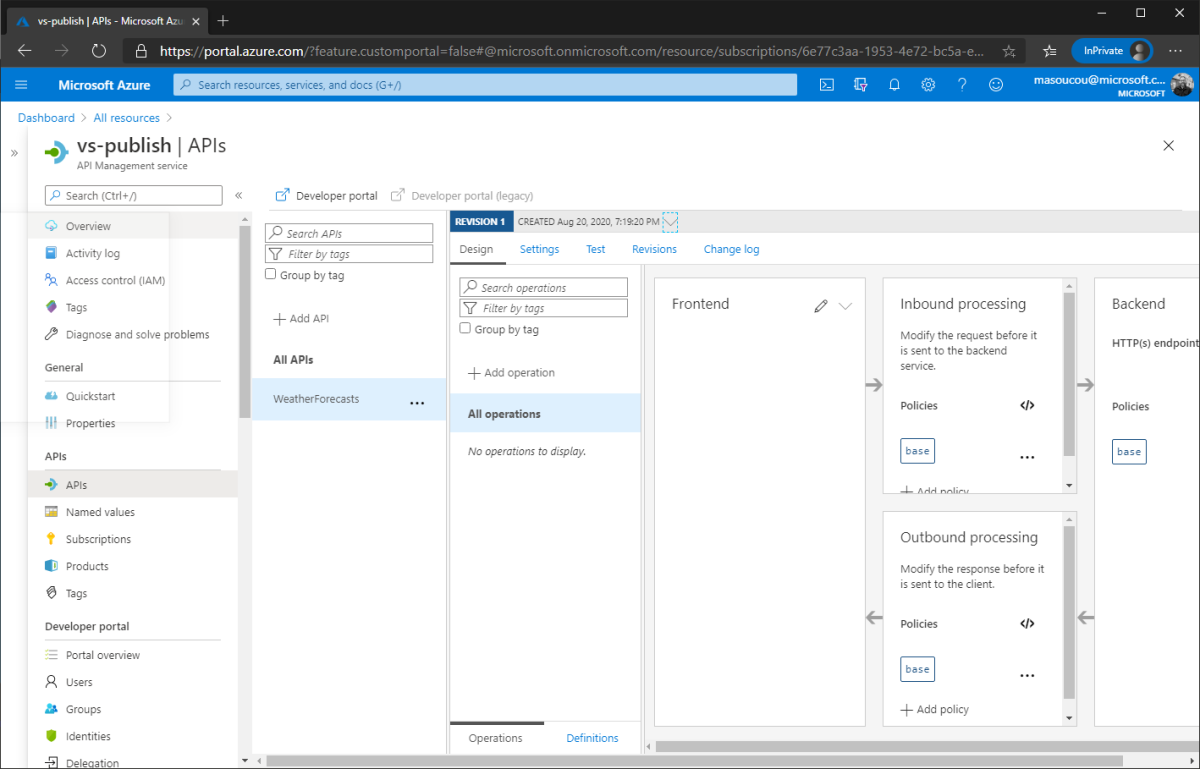 vs-publish | APIs - Microsoft Azu
https://portal.azure.com/?feature.customportal=false#@microsoft.onmicrosoft.com/resource/subscriptions/6e77c3aa-1953-4e72-bc5a-e...
InPrivate
Microsoft Azure
Search resources, services, and docs (G+/)
masoucou@microsoft.c...
MICROSOFT
Dashboard > All resources >
vs-publish | APIs
API Management service
Search (Ctrl+/)
Overview
Activity log
Access control (IAM)
Tags
Diagnose and solve problems
General
Quickstart
Properties
APIs
APIs
Named values
Subscriptions
Products
Tags
Developer portal
Portal overview
Users
Groups
Identities
Delegation
Developer portal
Developer portal (legacy)
Search APIs
Filter by tags
Group by tag
Add API
All APIs
WeatherForecasts
REVISION 1
CREATED Aug 20, 2020, 7:19:20 PM
Design
Settings
Test
Revisions
Change log
Search operations
Filter by tags
Group by tag
Add operation
All operations
No operations to display.
Operations
Definitions
Frontend
Inbound processing
Modify the request before it
is sent to the backend
service.
Policies
base
Add policy
Outbound processing
Modify the response before it
is sent to the client.
Policies
base
Add policy
Backend
HTTP(s) endpoint
Policies
base